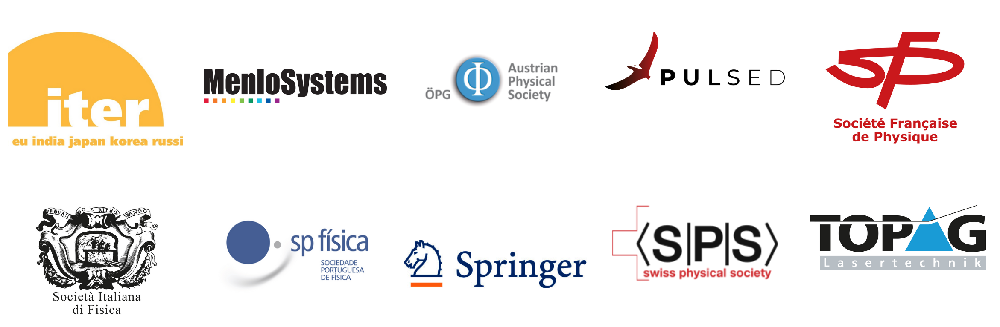 iter
eu india japan korea russi
MenloSystems
ÖPG
Austrian
Physical
Society
PULSED
sfp
Société Française
de Physique
PROVANDO E RIPROVANDO
Società Italiana
di Fisica
sp física
SOCIEDADE
PORTUGUESA
DE FÍSICA
Springer
⟨S|P|S⟩
swiss physical society
TOPAG
Lasertechnik